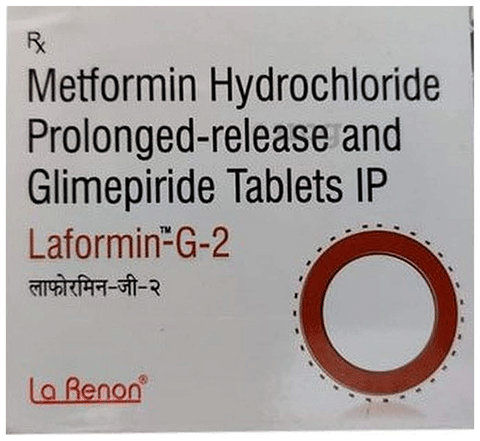 Rx
Metformin Hydrochloride
Prolonged-release and
Glimepiride Tablets IP
Laformin™-G-2
लाफोरमिन-जी-२
La Renon®